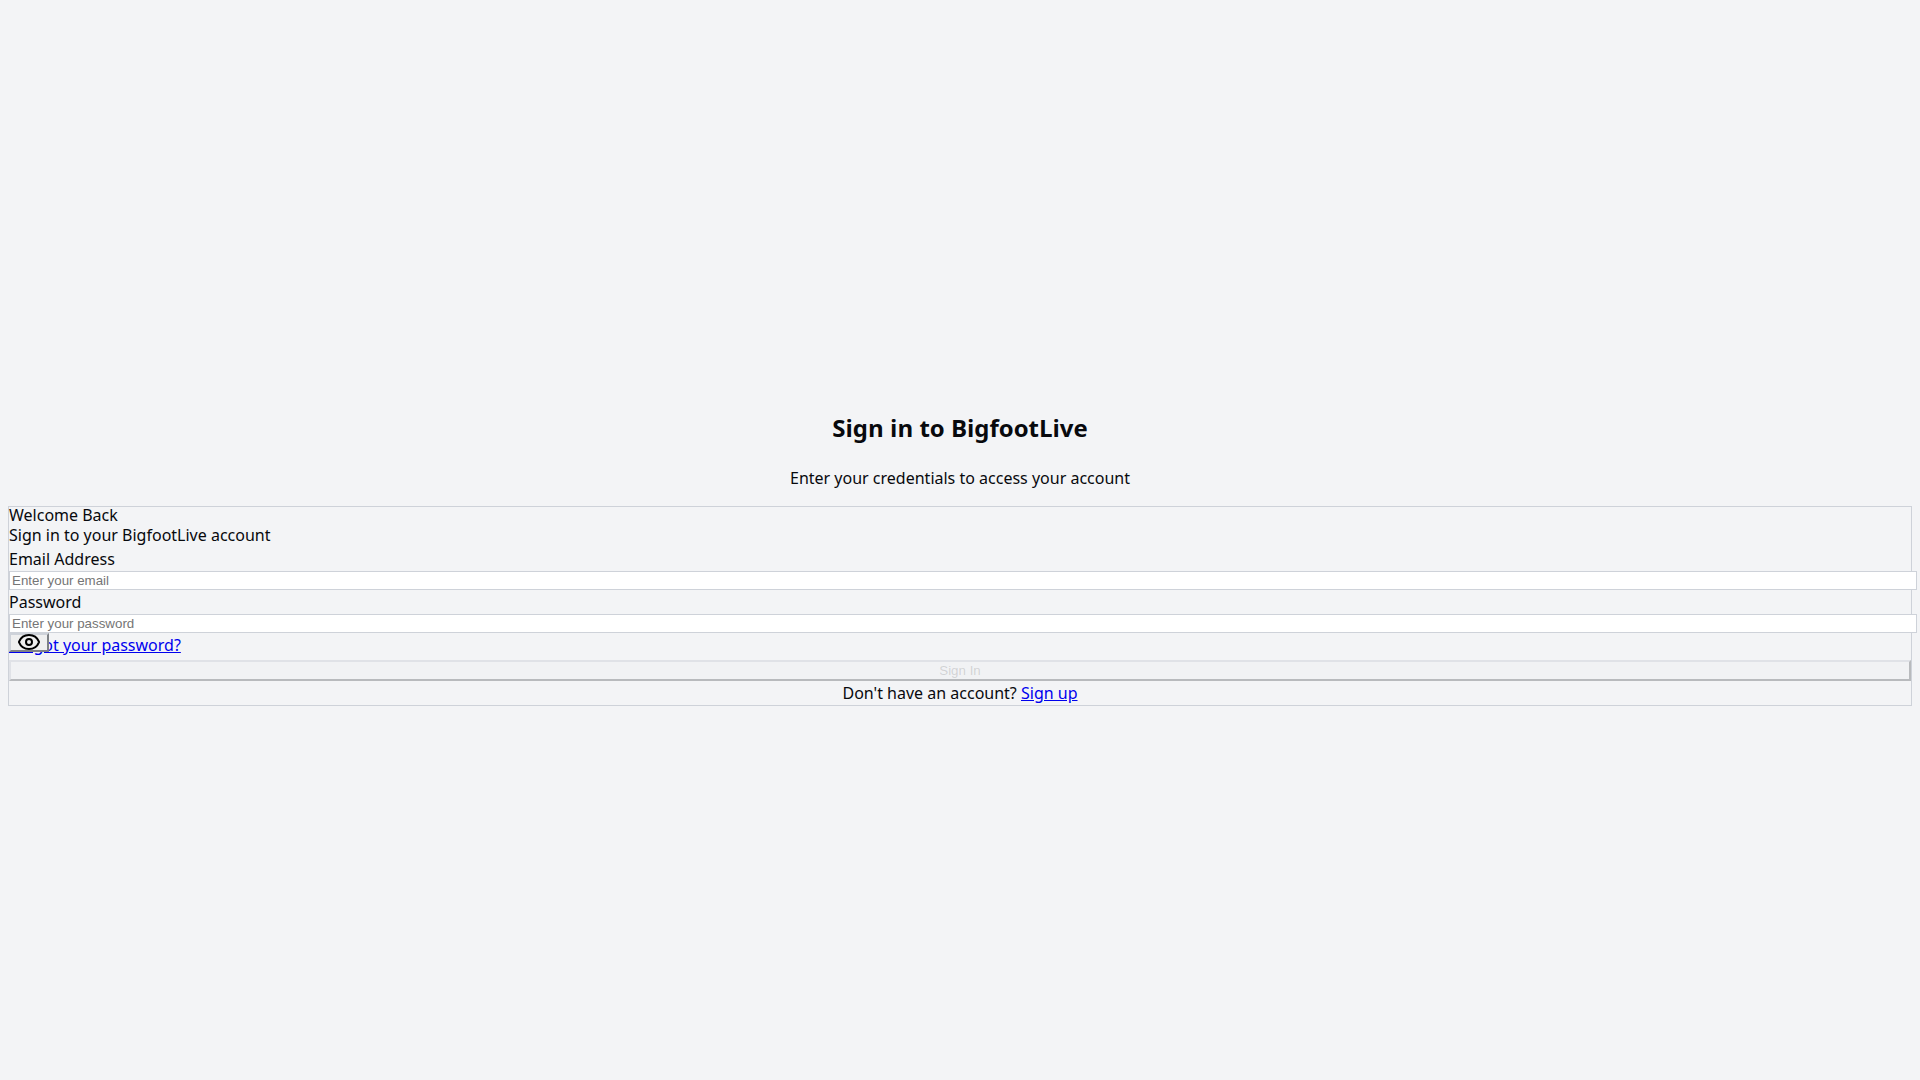 Sign in to BigfootLive
Enter your credentials to access your account
Welcome Back
Sign in to your BigfootLive account
Email Address
Enter your email
Password
Enter your password
your password?
Sign In
Don't have an account? Sign up